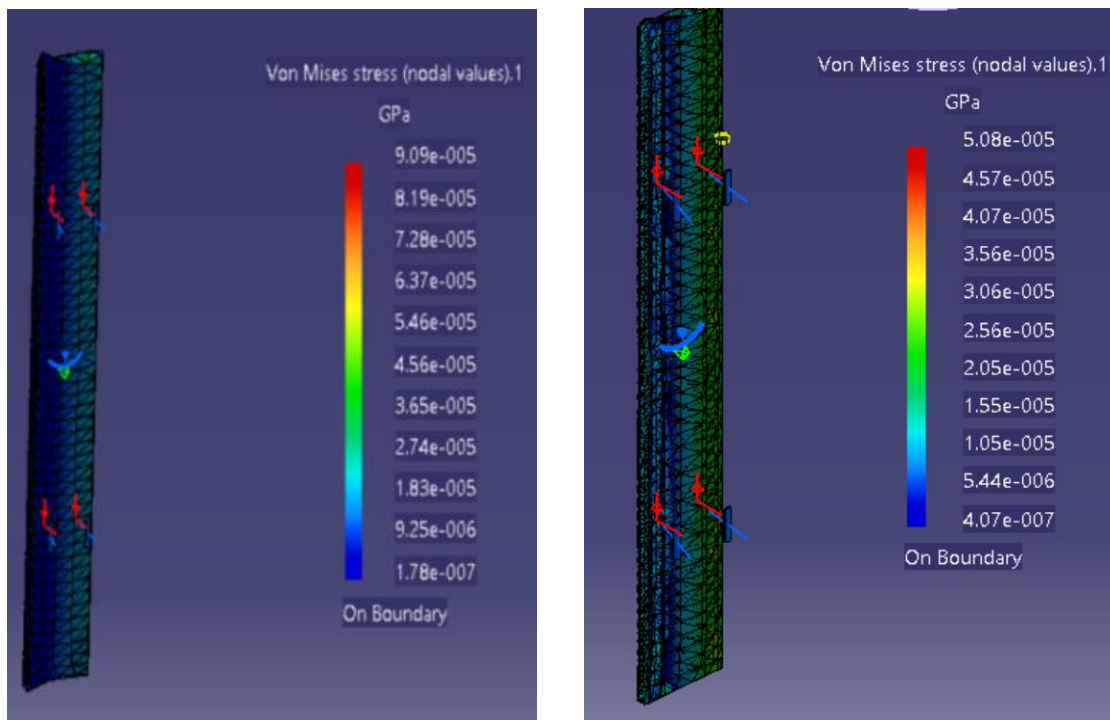 Von Mises stress (nodal values).1
GPa
9.09e-005
8.19e-005
7.28e-005
6.37e-005
5.46e-005
4.56e-005
3.65e-005
2.74e-005
1.83e-005
9.25e-006
1.78e-007
On Boundary
Von Mises stress (nodal values).1
GPa
5.08e-005
4.57e-005
4.07e-005
3.56e-005
3.06e-005
2.56e-005
2.05e-005
1.55e-005
1.05e-005
5.44e-006
4.07e-007
On Boundary